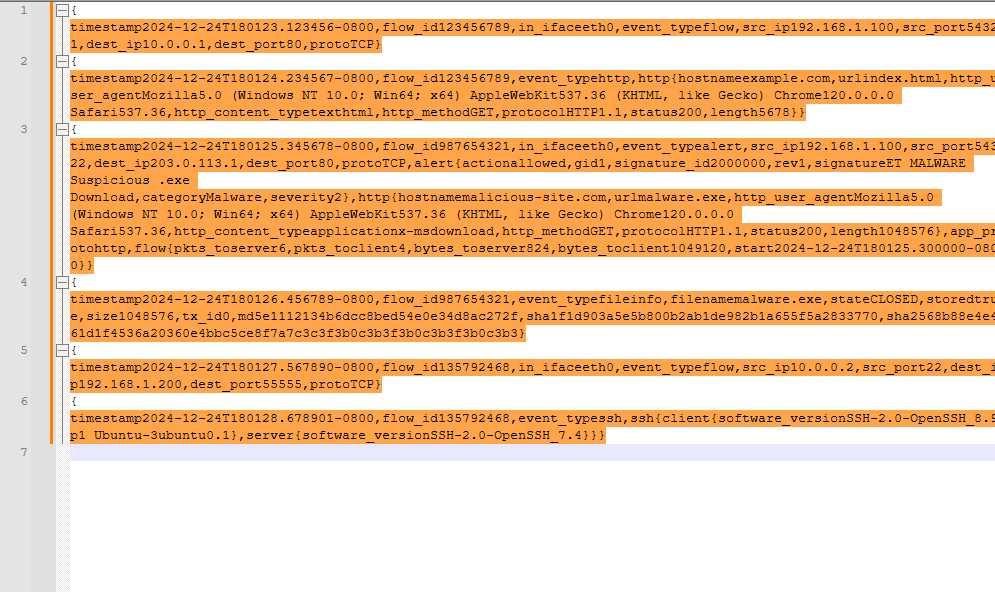 1 {
timestamp2024-12-24T180123.123456-0800,flow_id123456789,in_ifaceeth0,event_typeflow,src_ip192.168.1.100,src_port5432
1,dest_ip10.0.0.1,dest_port80,protoTCP}
2 {
timestamp2024-12-24T180124.234567-0800,flow_id123456789,event_typehttp,http{hostnameexample.com,urlindex.html,http_u
ser_agentMozilla5.0 (Windows NT 10.0; Win64; x64) AppleWebKit537.36 (KHTML, like Gecko) Chrome120.0.0.0
Safari537.36,http_content_typetexthtml,http_methodGET,protocolHTTP1.1,status200,length5678}}
3 {
timestamp2024-12-24T180125.345678-0800,flow_id987654321,in_ifaceeth0,event_typealert,src_ip192.168.1.100,src_port543
22,dest_ip203.0.113.1,dest_port80,protoTCP,alert{actionallowed,gid1,signature_id2000000,rev1,signatureET MALWARE
Suspicious .exe
Download,categoryMalware,severity2},http{hostnamemalicious-site.com,urlmalware.exe,http_user_agentMozilla5.0
(Windows NT 10.0; Win64; x64) AppleWebKit537.36 (KHTML, like Gecko) Chrome120.0.0.0
Safari537.36,http_content_typeapplicationx-msdownload,http_methodGET,protocolHTTP1.1,status200,length1048576},app_pr
otohttp,flow{pkts_toserver6,pkts_toclient4,bytes_toserver824,bytes_toclient1049120,start2024-12-24T180125.300000-080
0}}
4 {
timestamp2024-12-24T180126.456789-0800,flow_id987654321,event_typefileinfo,filenamemalware.exe,stateCLOSED,storedtru
e,size1048576,tx_id0,md5e1112134b6dcc8bed54e0e34d8ac272f,sha1f1d903a5e5b800b2ab1de982b1a655f5a2833770,sha2568b88e4e4
61d1f4536a20360e4bbc5ce8f7a7c3c3f3b0c3b3f3b0c3b3f3b0c3b3}
5 {
timestamp2024-12-24T180127.567890-0800,flow_id135792468,in_ifaceeth0,event_typeflow,src_ip10.0.0.2,src_port22,dest_i
p192.168.1.200,dest_port55555,protoTCP}
6 {
timestamp2024-12-24T180128.678901-0800,flow_id135792468,event_typessh,ssh{client{software_versionSSH-2.0-OpenSSH_8.9
p1 Ubuntu-3ubuntu0.1},server{software_versionSSH-2.0-OpenSSH_7.4}}}
7